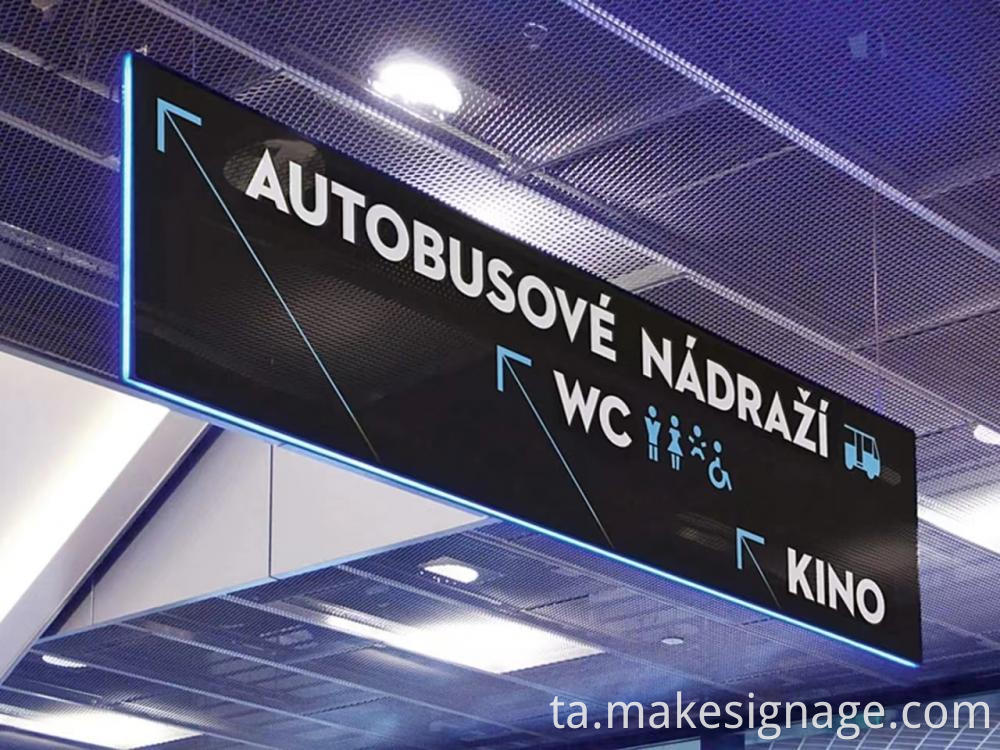 AUTOBUSOVÉ NÁDRAŽÍ
WC
KINO
ta.makesignage.com